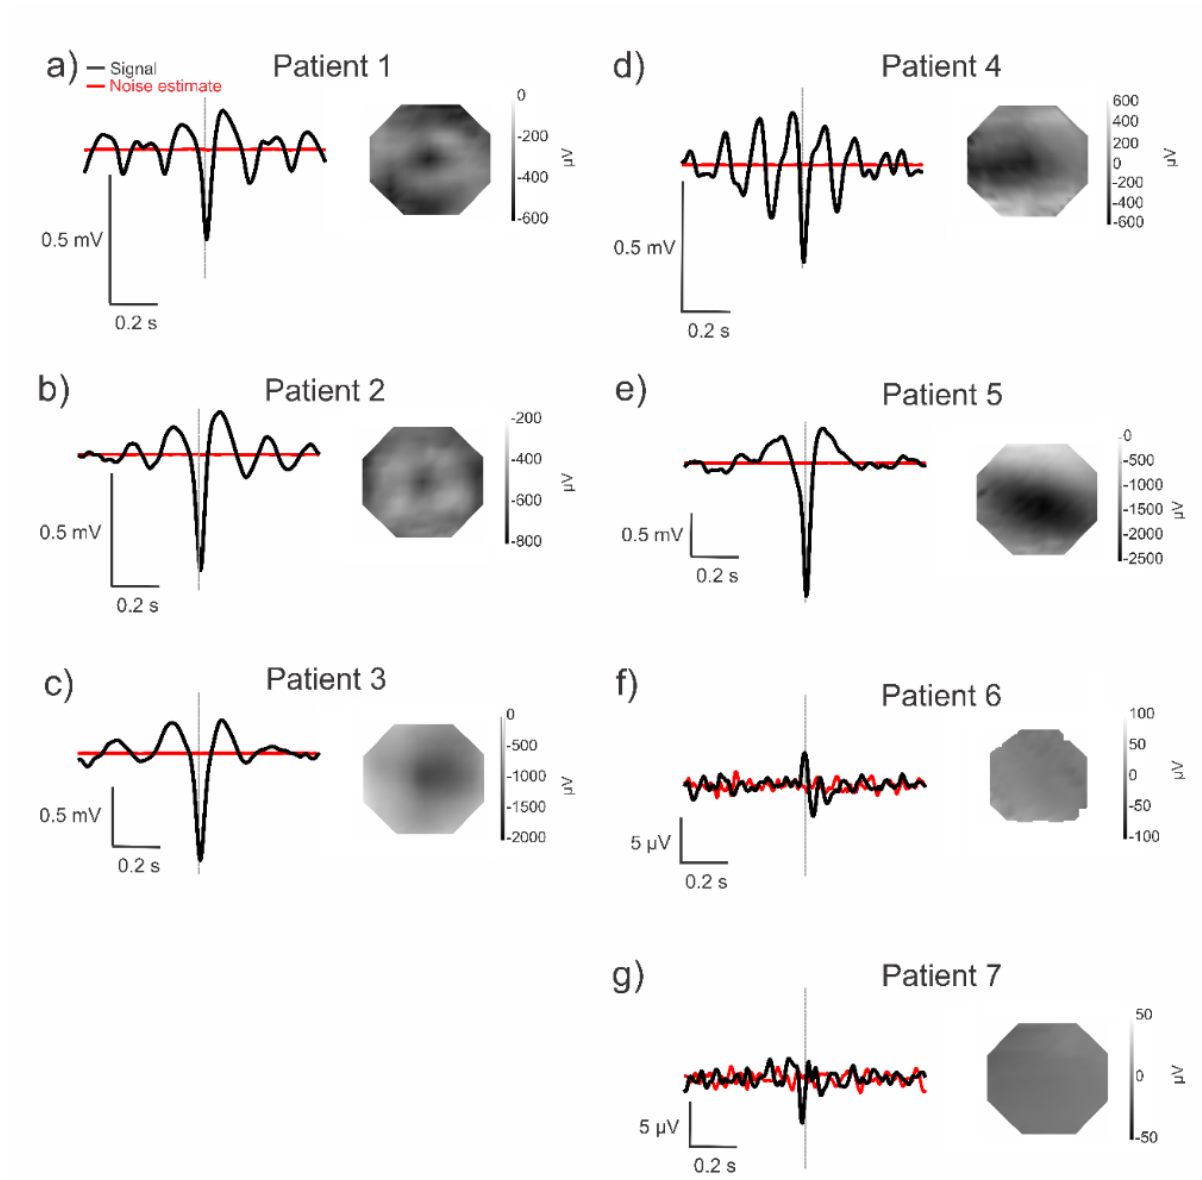 a)
Signal
Noise estimate
Patient 1
0
-200
-400
-600
µV
0.5 mV
0.2 s
b)
Patient 2
-200
-400
-600
-800
µV
0.5 mV
0.2 s
c)
Patient 3
0
-500
-1000
-1500
-2000
µV
0.5 mV
0.2 s
d)
Patient 4
600
400
200
0
-200
-400
-600
µV
0.5 mV
0.2 s
e)
Patient 5
0
-500
-1000
-1500
-2000
-2500
µV
0.5 mV
0.2 s
f)
Patient 6
100
50
0
-50
-100
µV
5 µV
0.2 s
g)
Patient 7
50
0
-50
µV
5 µV
0.2 s